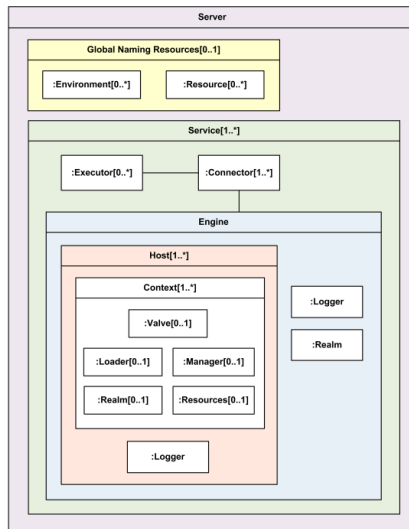 Server
Global Naming Resources[0..1]
:Environment[0..*]
:Resource[0..*]
Service[1..*]
:Executor[0..*]
:Connector[1..*]
Engine
Host[1..*]
Context[1..*]
:Valve[0..1]
:Loader[0..1]
:Manager[0..1]
:Realm[0..1]
:Resources[0..1]
:Logger
:Logger
:Realm